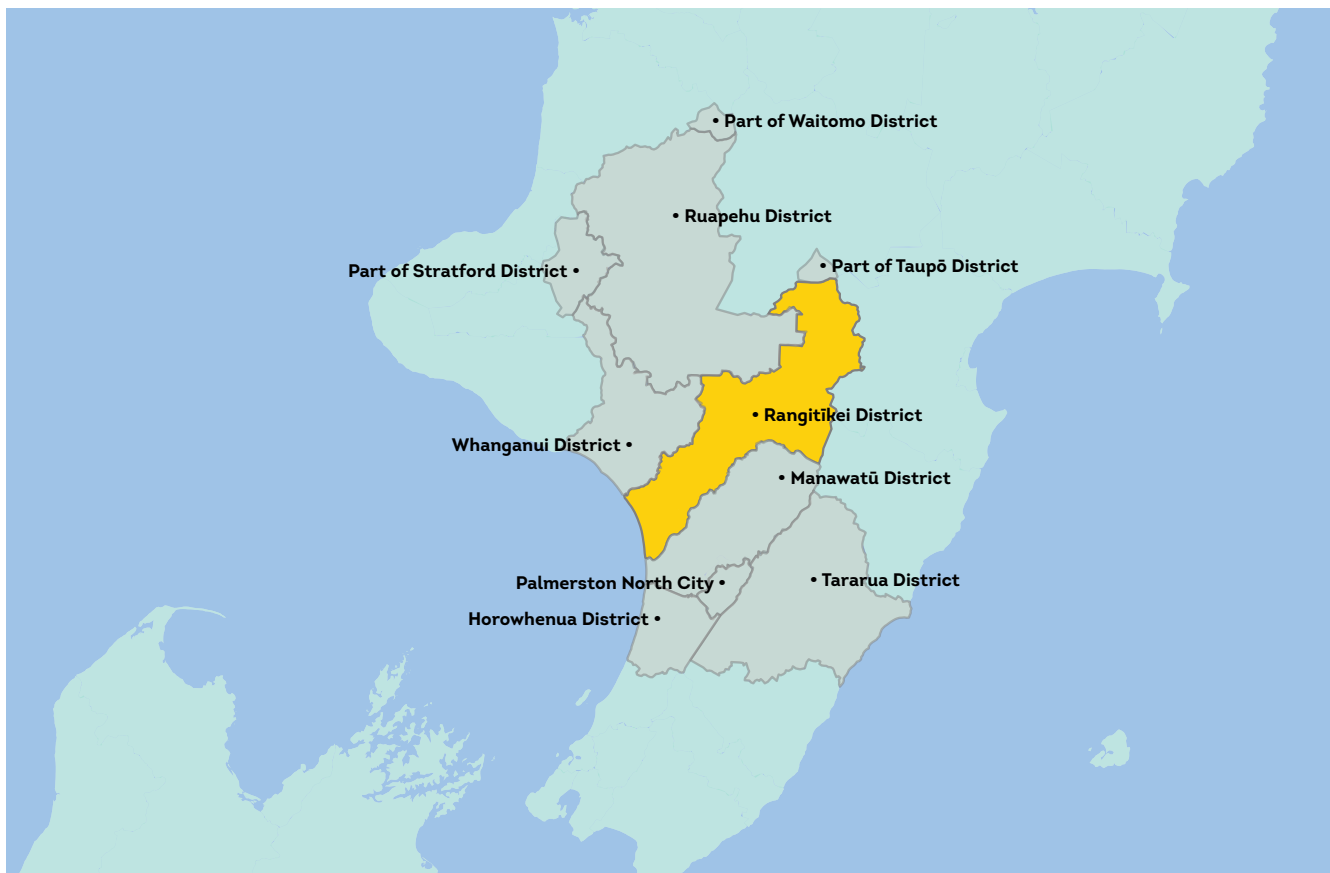 Part of Waitomo District
Ruapehu District
Part of Stratford District
Part of Taupō District
Rangitīkei District
Whanganui District
Manawatū District
Palmerston North City
Tararua District
Horowhenua District